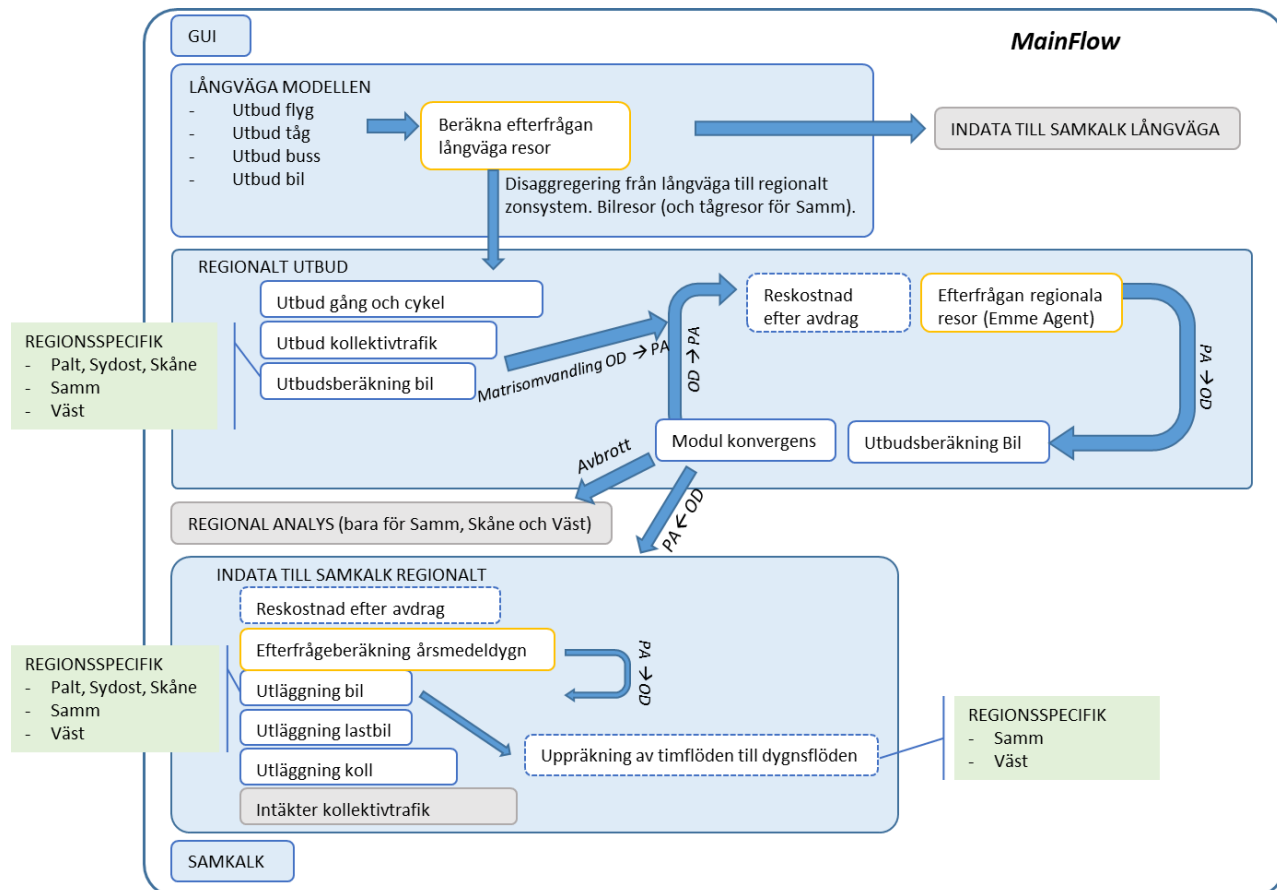 GUI
MainFlow
LÅNGVÄGA MODELLEN
- Utbud flyg
- Utbud tåg
- Utbud buss
- Utbud bil
Beräkna efterfrågan
långväga resor
INDATA TILL SAMKALK LÅNGVÄGA
Disaggregering från långväga till regionalt
zonsystem. Bilresor (och tågresor för Samm).
REGIONALT UTBUD
Utbud gång och cykel
Utbud kollektivtrafik
Utbudsberäkning bil
REGIONSSPECIFIK
- Palt, Sydost, Skåne
- Samm
- Väst
Matrisomvandling OD → PA
OD → PA
Reskostnad
efter avdrag
Efterfrågan regionala
resor (Emme Agent)
PA → OD
Modul konvergens
Utbudsberäkning Bil
Avbrott
PA ← OD
REGIONAL ANALYS (bara för Samm, Skåne och Väst)
INDATA TILL SAMKALK REGIONALT
Reskostnad efter avdrag
Efterfrågeberäkning årsmedeldygn
PA → OD
Utläggning bil
Utläggning lastbil
Utläggning koll
Intäkter kollektivtrafik
REGIONSSPECIFIK
- Palt, Sydost, Skåne
- Samm
- Väst
Uppräkning av timflöden till dygnsflöden
REGIONSSPECIFIK
- Samm
- Väst
SAMKALK